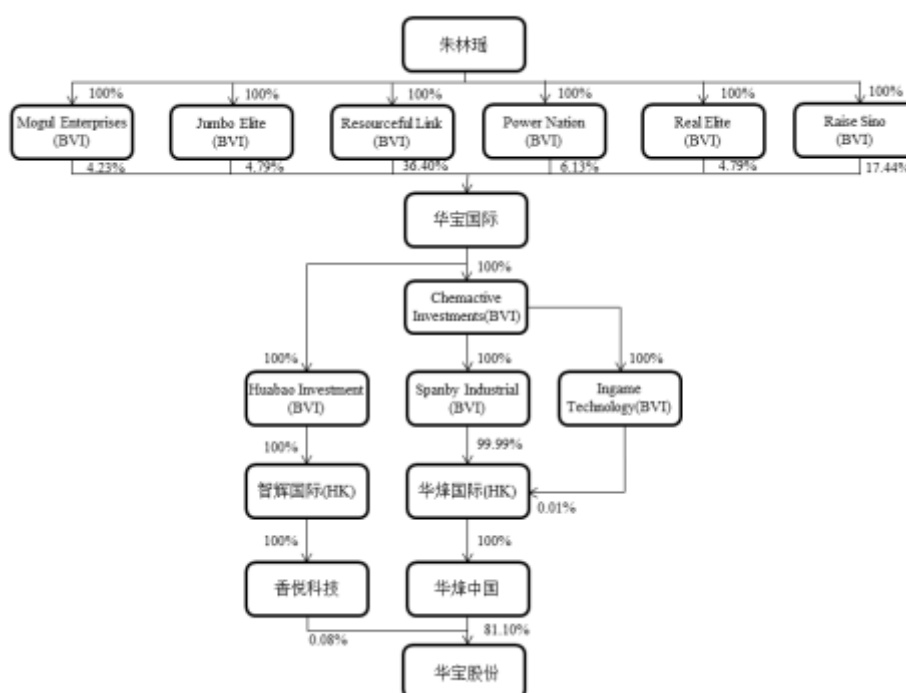 朱林瑶
100%
100%
100%
100%
100%
100%
Mogul Enterprises
(BVI)
Jumbo Elite
(BVI)
Resourceful Link
(BVI)
Power Nation
(BVI)
Real Elite
(BVI)
Raise Sino
(BVI)
4.23%
4.79%
36.40%
6.13%
4.79%
17.44%
华宝国际
100%
Chemactive
Investments(BVI)
100%
100%
100%
Huabao Investment
(BVI)
Spanby Industrial
(BVI)
Ingame
Technology(BVI)
100%
99.99%
智辉国际(HK)
华烽国际(HK)
0.01%
100%
100%
香悦科技
华烽中国
0.08%
81.10%
华宝股份